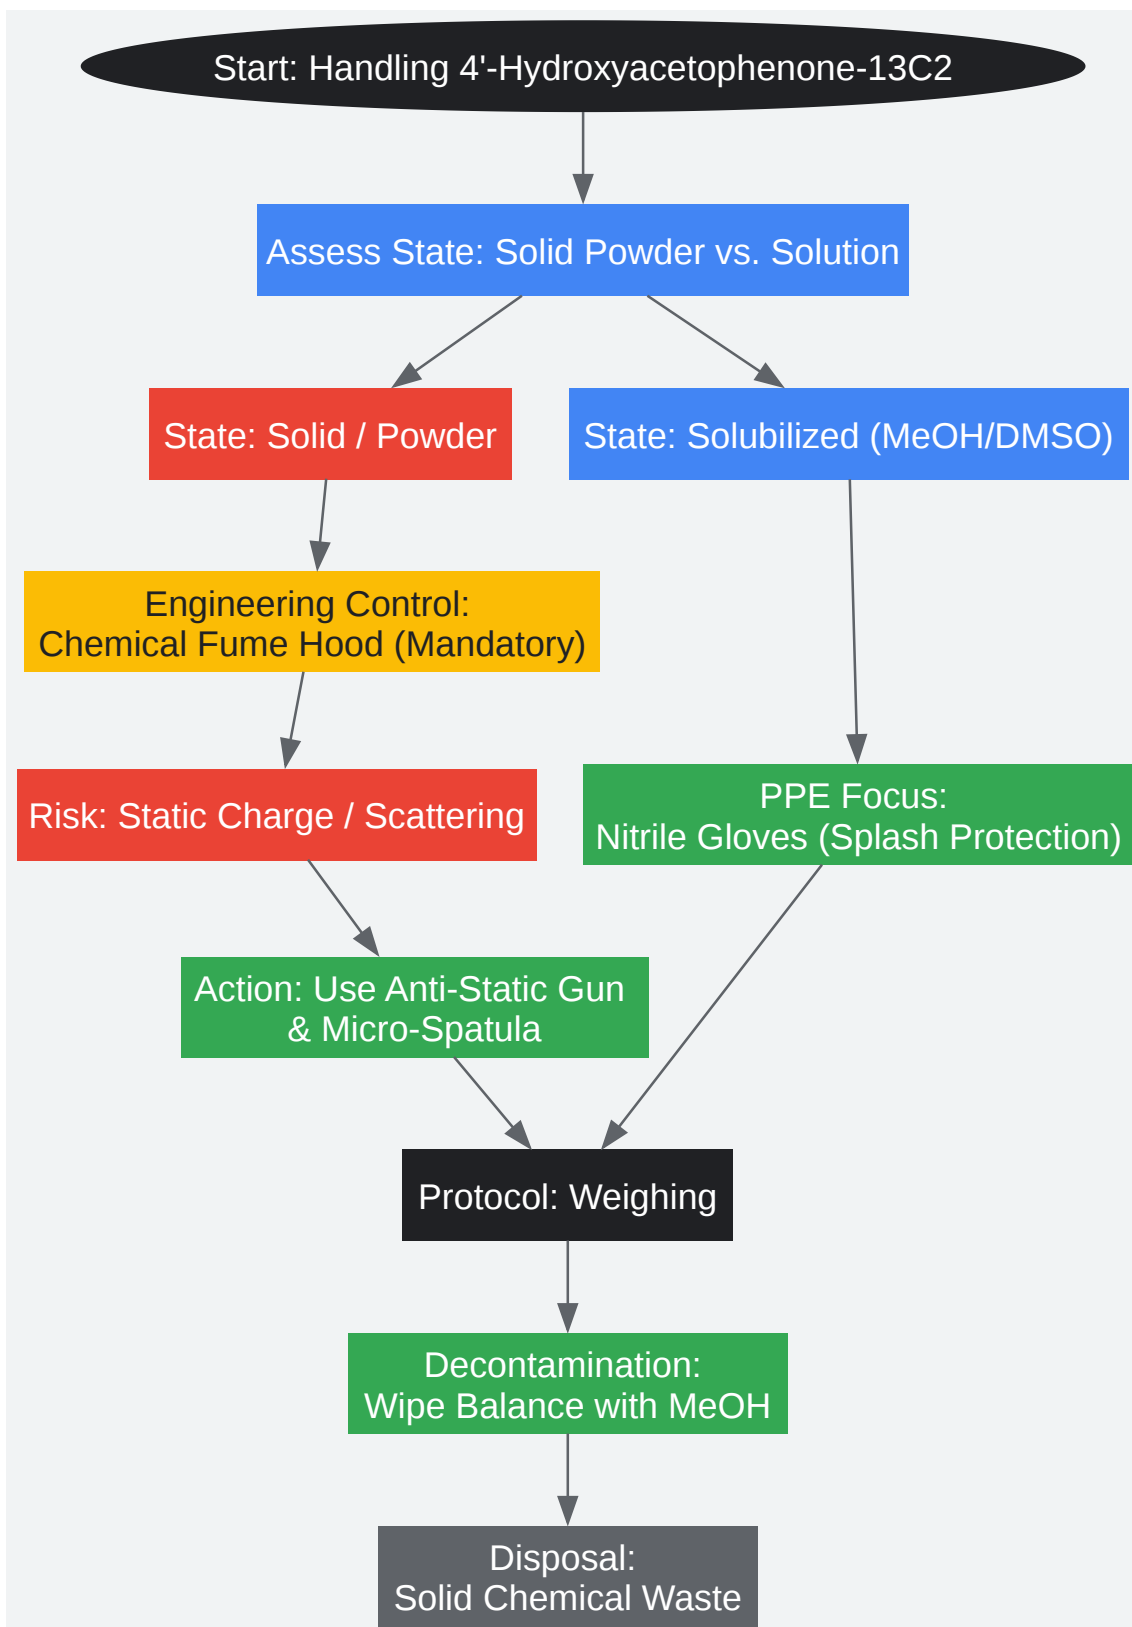 Start: Handling 4'-Hydroxyacetophenone-13C2
Assess State: Solid Powder vs. Solution
State: Solid / Powder
State: Solubilized (MeOH/DMSO)
Engineering Control:
Chemical Fume Hood (Mandatory)
Risk: Static Charge / Scattering
PPE Focus:
Nitrile Gloves (Splash Protection)
Action: Use Anti-Static Gun
& Micro-Spatula
Protocol: Weighing
Decontamination:
Wipe Balance with MeOH
Disposal:
Solid Chemical Waste